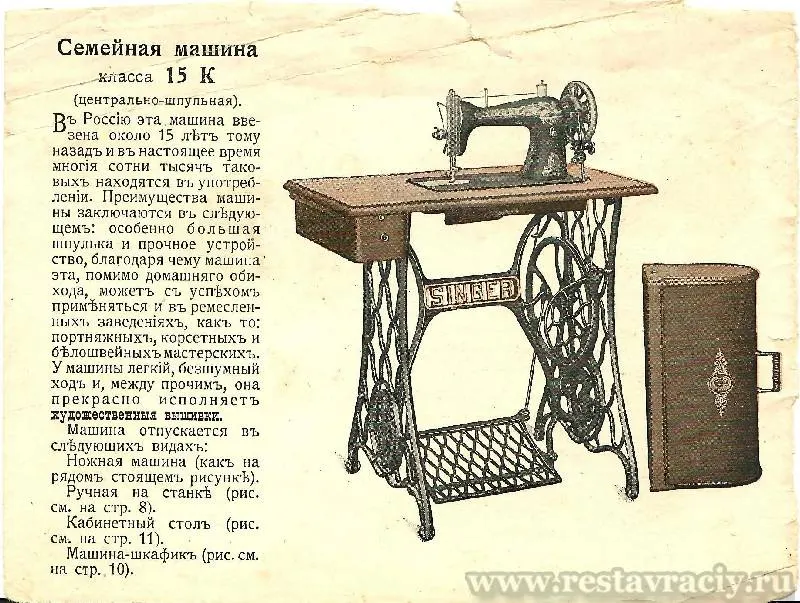 Семейная машина
класса 15 К
(центрально-шпульная).
Въ Россію эта машина вве-
зена около 15 лѣтъ тому
назадъ и въ настоящее время
многія сотни тысячъ тако-
выхъ находятся въ употреб-
леніи. Преимущества маши-
ны заключаются въ слѣдую-
щемъ: особенно большая
шпулька и прочное устрой-
ство, благодаря чему машина
эта, помимо домашняго оби-
хода, можетъ съ успѣхомъ
примѣняться и въ ремеслен-
ныхъ заведеніяхъ, какъ то:
портняжныхъ, корсетныхъ и
бѣлошвейныхъ мастерскихъ.
У машины легкій, безшумный
ходъ и, между прочимъ, она
прекрасно исполняетъ
художественныя вышивки.
Машина отпускается въ
слѣдующихъ видахъ:
Ножная машина (какъ на
рядомъ стоящемъ рисункѣ).
Ручная на станкѣ (рис.
см. на стр. 8).
Кабинетный столъ (рис.
см. на стр. 11).
Машина-шкафикъ (рис. см.
на стр. 10).
SINGER
www.restavraciy.ru